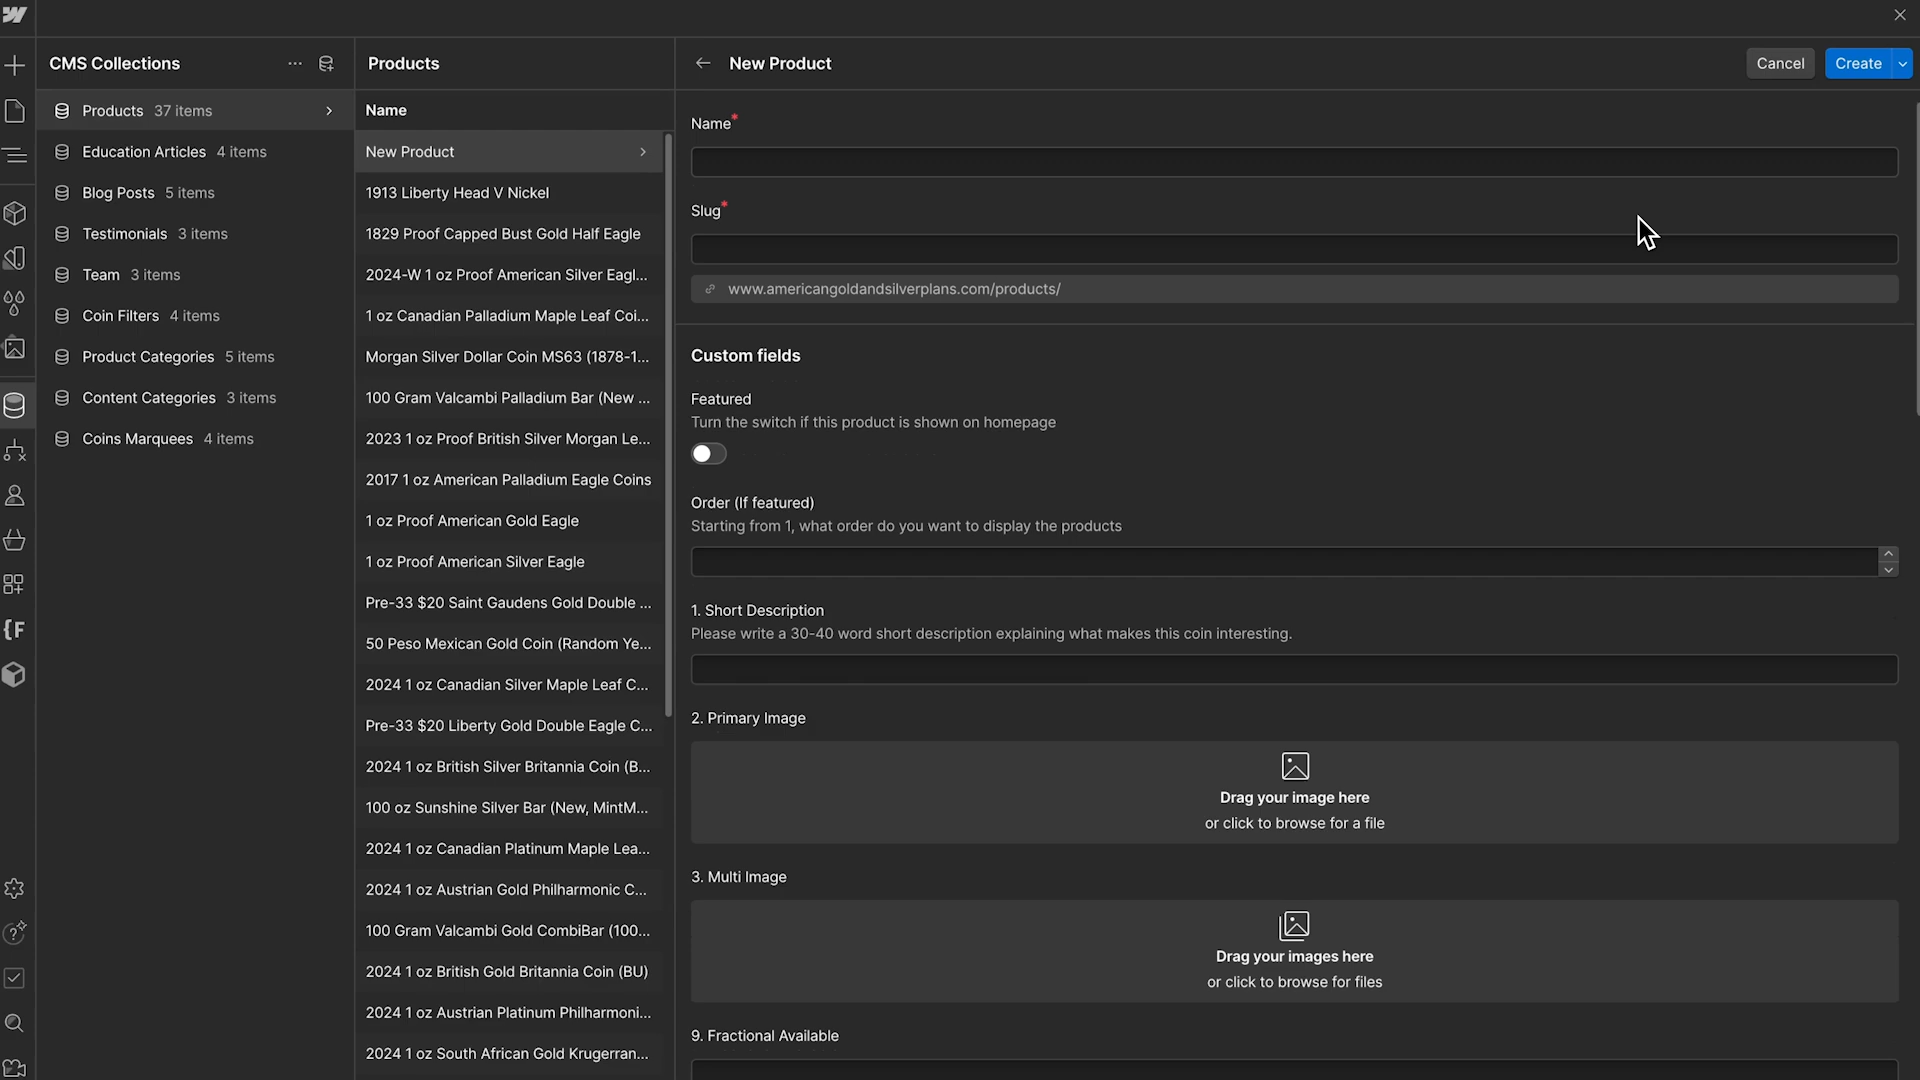 CMS Collections
Products 37 items
Education Articles 4 items
Blog Posts 5 items
Testimonials 3 items
Team 3 items
Coin Filters 4 items
Product Categories 5 items
Content Categories 3 items
Coins Marquees 4 items
Products
Name
New Product
1913 Liberty Head V Nickel
1829 Proof Capped Bust Gold Half Eagle
2024-W 1 oz Proof American Silver Eagl...
1 oz Canadian Palladium Maple Leaf Coi...
Morgan Silver Dollar Coin MS63 (1878-1...
100 Gram Valcambi Palladium Bar (New ...
2023 1 oz Proof British Silver Morgan Le...
2017 1 oz American Palladium Eagle Coins
1 oz Proof American Gold Eagle
1 oz Proof American Silver Eagle
Pre-33 $20 Saint Gaudens Gold Double ...
50 Peso Mexican Gold Coin (Random Ye...
2024 1 oz Canadian Silver Maple Leaf C...
Pre-33 $20 Liberty Gold Double Eagle C...
2024 1 oz British Silver Britannia Coin (B...
100 oz Sunshine Silver Bar (New, MintM...
2024 1 oz Canadian Platinum Maple Lea...
2024 1 oz Austrian Gold Philharmonic C...
100 Gram Valcambi Gold CombiBar (100...
2024 1 oz British Gold Britannia Coin (BU)
2024 1 oz Austrian Platinum Philharmoni...
2024 1 oz South African Gold Krugerran...
New Product
Cancel
Create
Name*
Slug*
www.americangoldandsilverplans.com/products/
Custom fields
Featured
Turn the switch if this product is shown on homepage
Order (If featured)
Starting from 1, what order do you want to display the products
1. Short Description
Please write a 30-40 word short description explaining what makes this coin interesting.
2. Primary Image
Drag your image here
or click to browse for a file
3. Multi Image
Drag your images here
or click to browse for files
9. Fractional Available